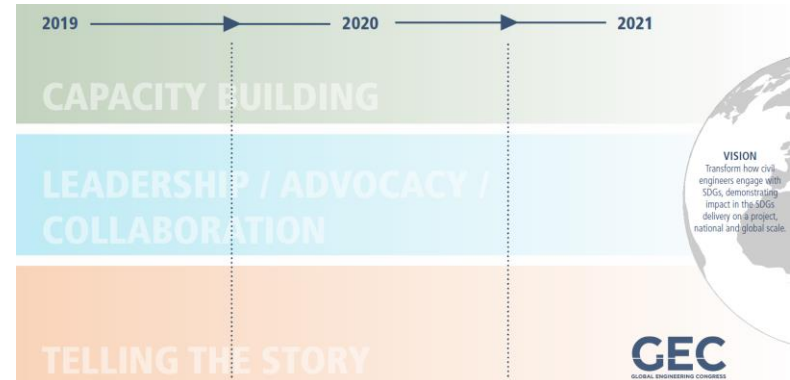 2019 2020 2021
CAPACITY BUILDING
LEADERSHIP / ADVOCACY /
COLLABORATION
TELLING THE STORY
VISION
Transform how civil
engineers engage with
SDGs, demonstrating
impact in the SDGs
delivery on a project,
national and global scale.
GEC
GLOBAL ENGINEERING CONGRESS